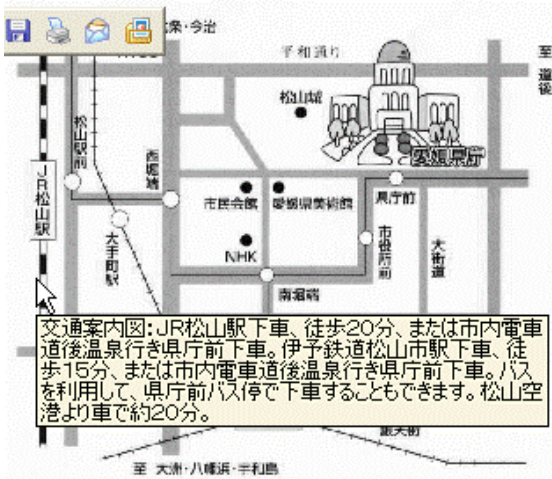 条・今治
平和通り
至 道後
松山城
愛媛県庁
松山駅前
西堀端
JR松山駅
市民会館
愛媛県美術館
県庁前
大手町駅
NHK
市役所前
大街道
南堀端
交通案内図：JR松山駅下車、徒歩20分、または市内電車
道後温泉行き県庁前下車。伊予鉄道松山市駅下車、徒
歩15分、または市内電車道後温泉行き県庁前下車。バス
を利用して、県庁前バス停で下車することもできます。松山空
港より車で約20分。
銀天街
至 大洲・八幡浜・宇和島